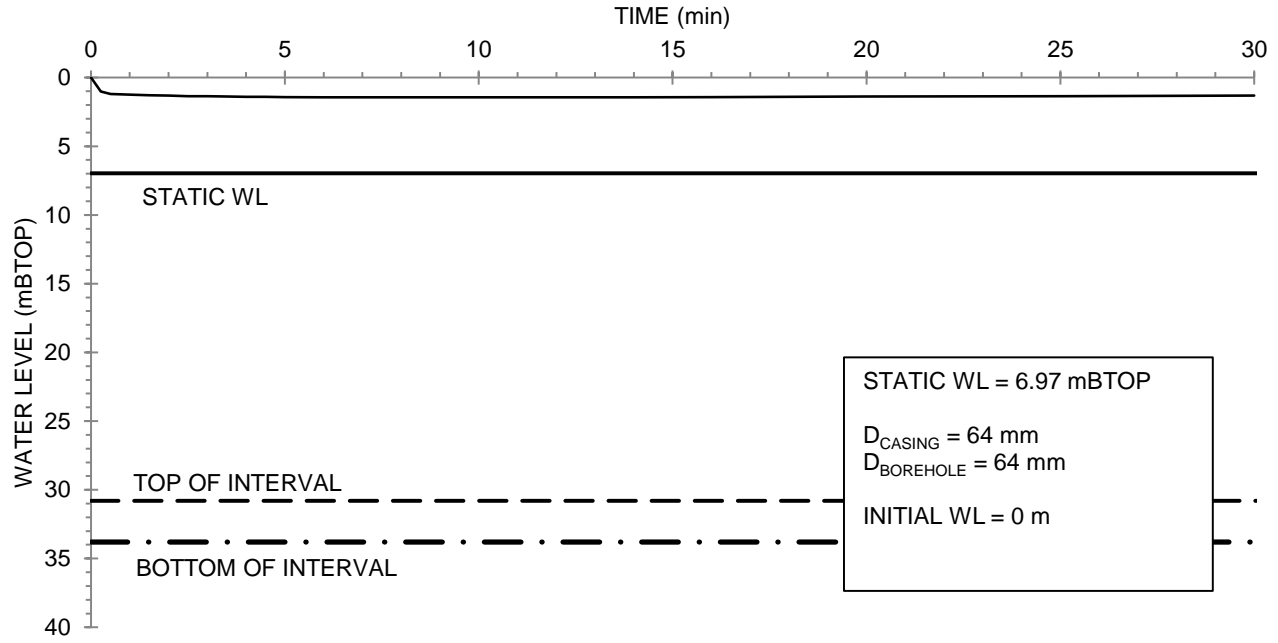 TIME (min)
0 5 10 15 20 25 30
0
5
10
15
20
25
30
35
40
WATER LEVEL (mBTOP)
STATIC WL
TOP OF INTERVAL
BOTTOM OF INTERVAL
STATIC WL = 6.97 mBTOP
D_CASING = 64 mm
D_BOREHOLE = 64 mm
INITIAL WL = 0 m